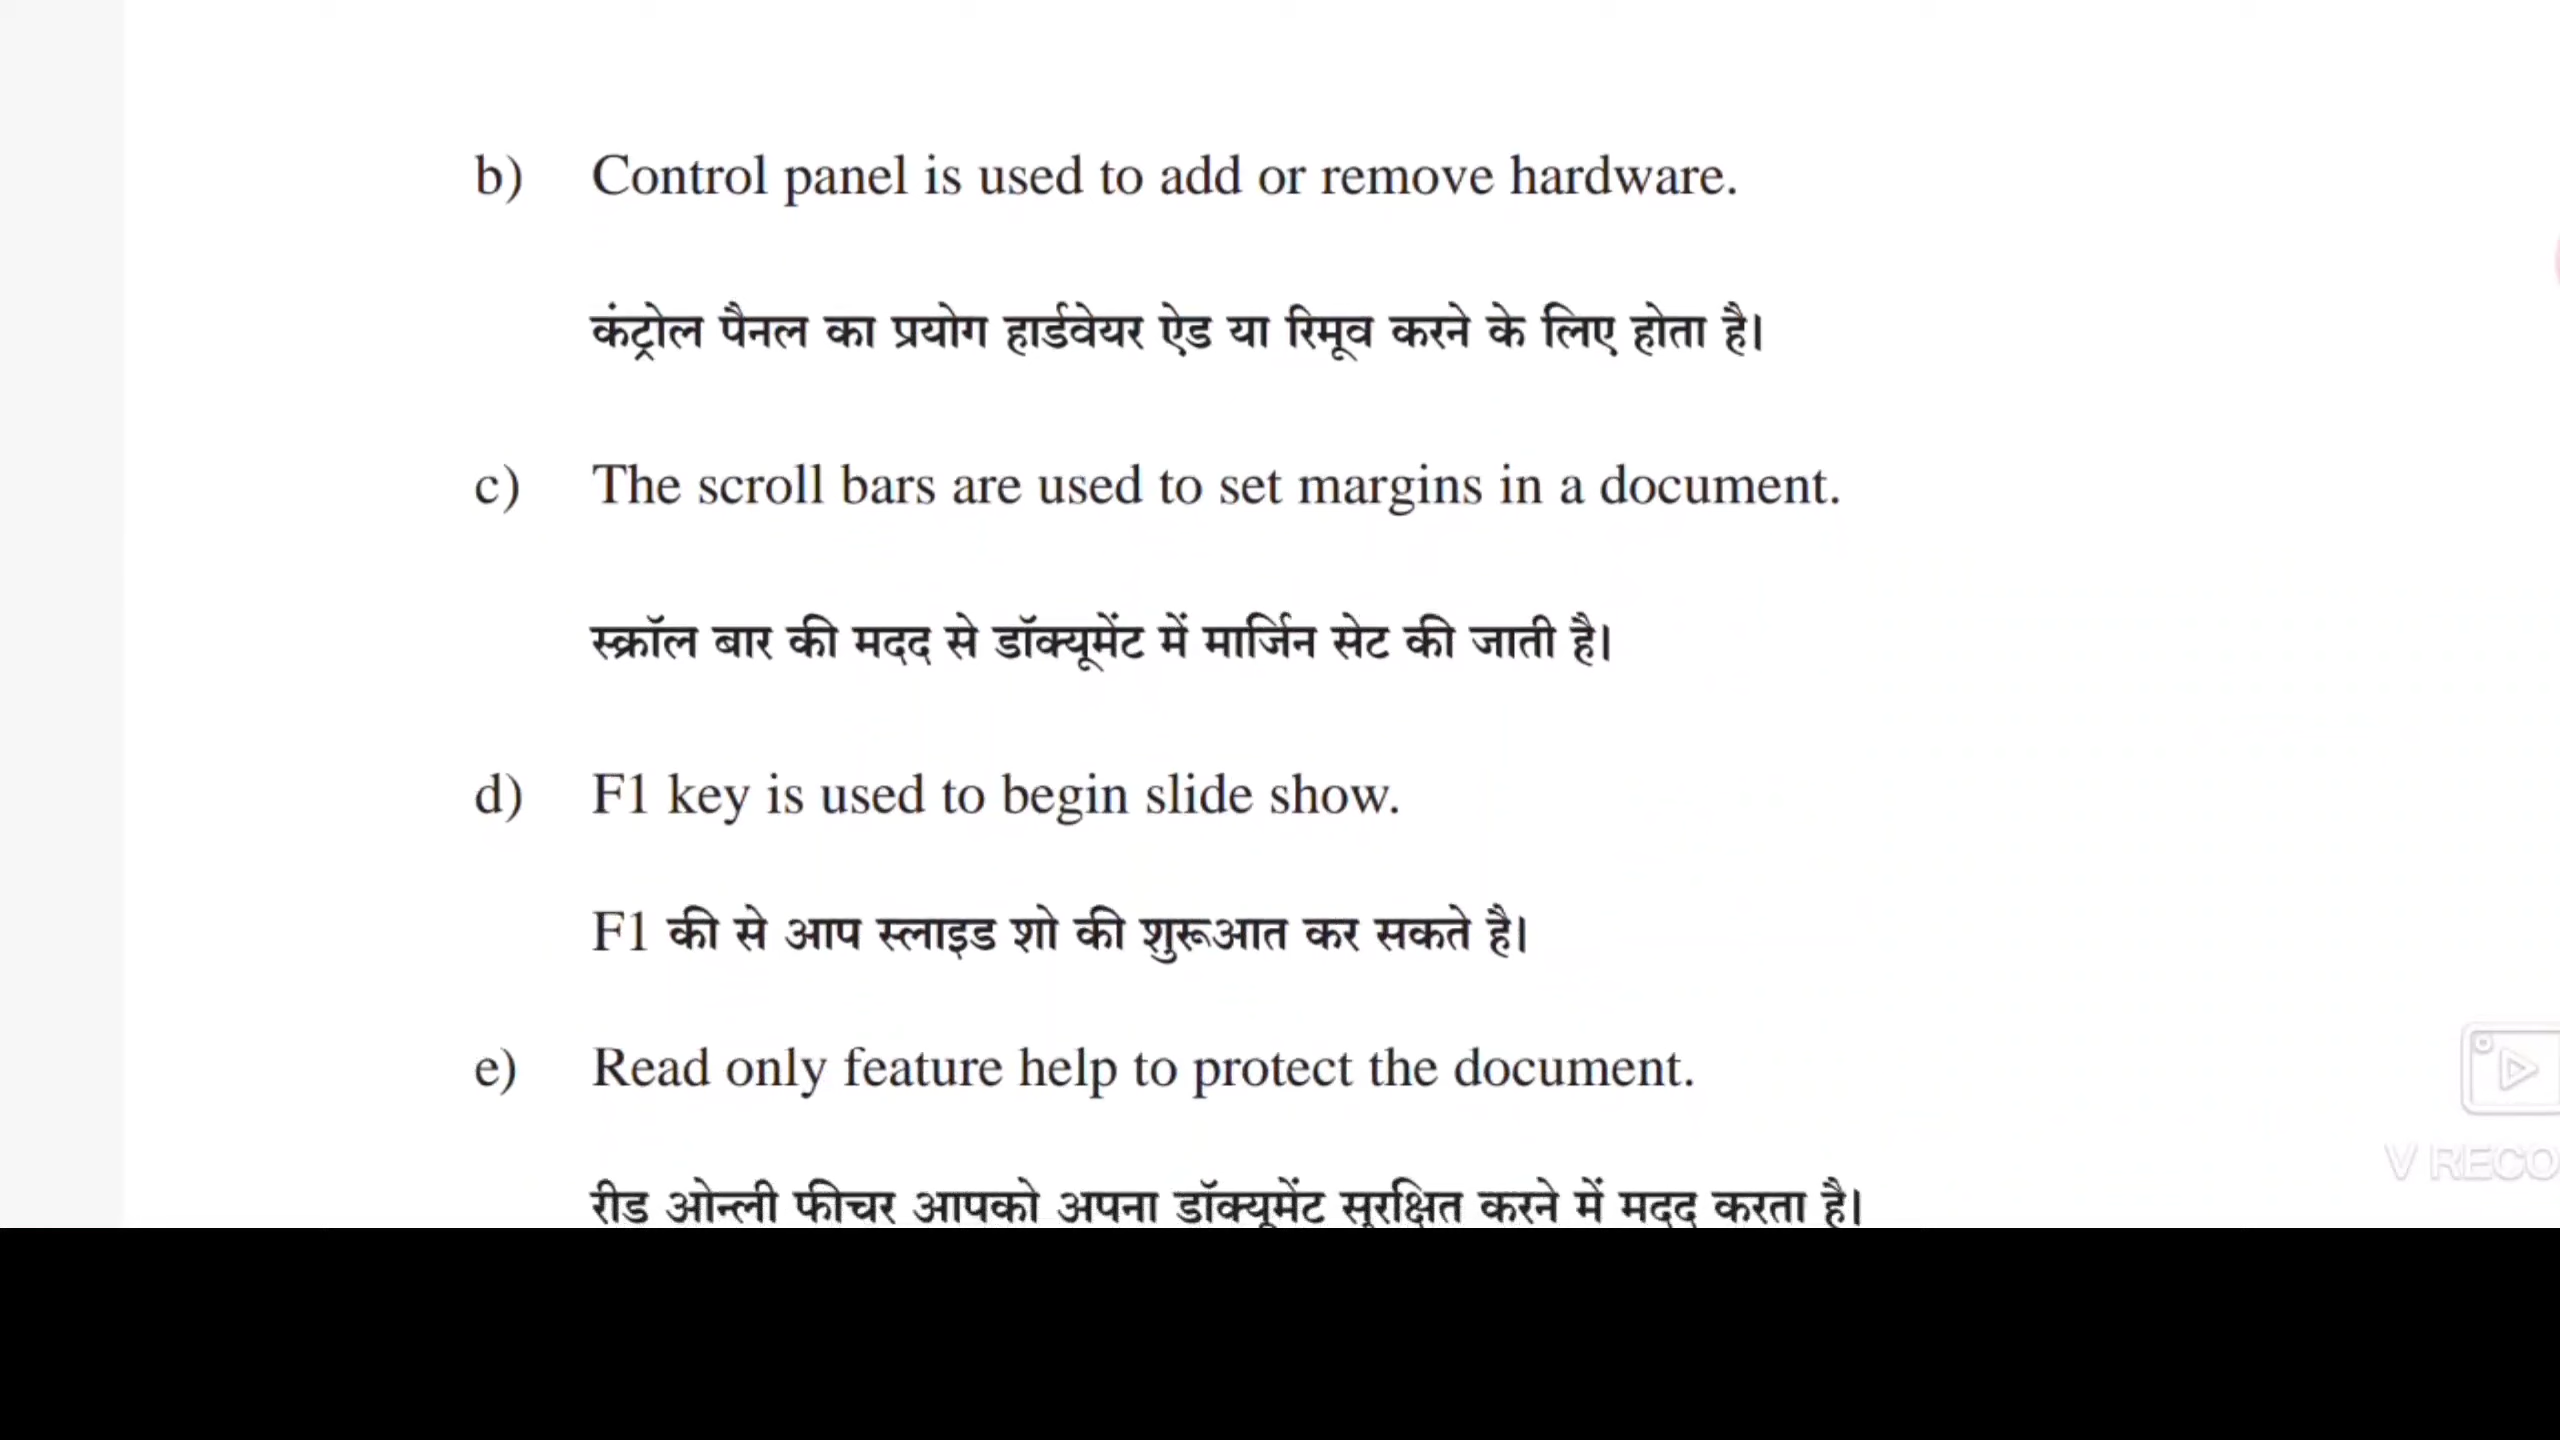 b) Control panel is used to add or remove hardware.
कंट्रोल पैनल का प्रयोग हार्डवेयर ऐड या रिमूव करने के लिए होता है।
c) The scroll bars are used to set margins in a document.
स्क्रॉल बार की मदद से डॉक्यूमेंट में मार्जिन सेट की जाती है।
d) F1 key is used to begin slide show.
F1 की से आप स्लाइड शो की शुरूआत कर सकते है।
e) Read only feature help to protect the document.
रीड ओन्ली फीचर आपको अपना डॉक्यूमेंट सुरक्षित करने में मदद करता है।
V RECO